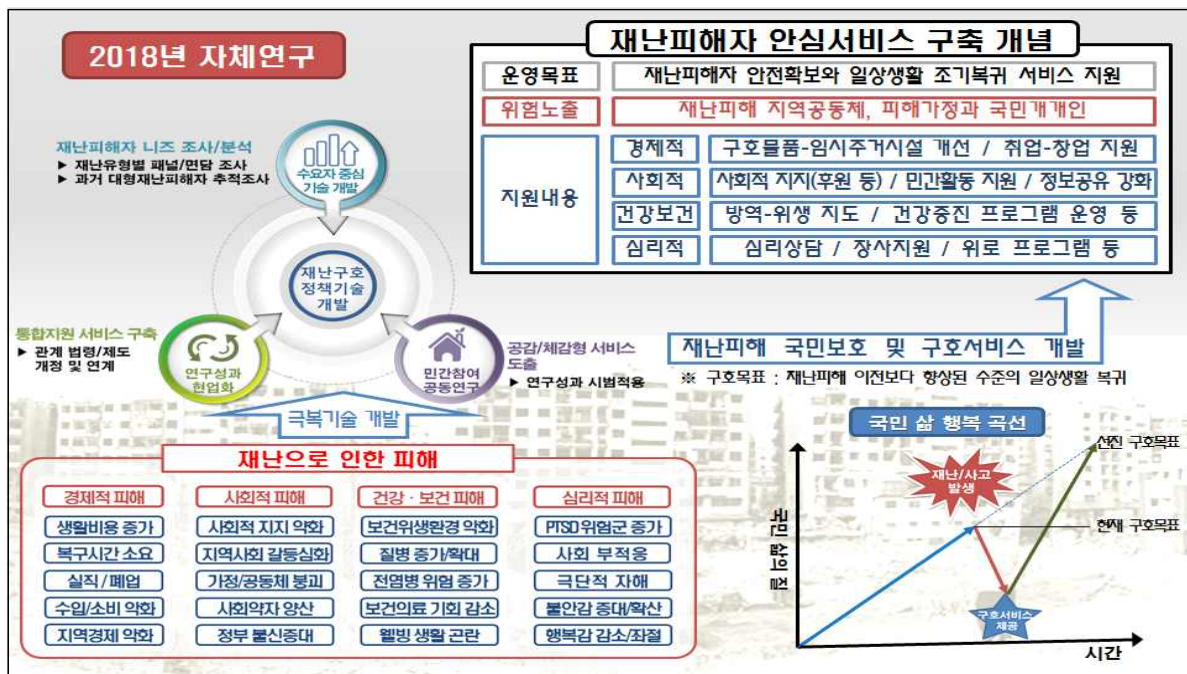 2018년 자체연구
재난피해자 니즈 조사/분석
▶ 재난유형별 패널/면담 조사
▶ 과거 대형재난피해자 추적조사
수요자 중심
기술 개발
재난구호
정책기술
개발
통합지원 서비스 구축
▶ 관계 법령/제도
개정 및 연계
연구성과
현업화
민간참여
공동연구
공감/체감형 서비스
도출
▶ 연구성과 시범적용
극복기술 개발
재난으로 인한 피해
경제적 피해
생활비용 증가
복구시간 소요
실직 / 폐업
수입/소비 악화
지역경제 악화
사회적 피해
사회적 지지 약화
지역사회 갈등심화
가정/공동체 붕괴
사회약자 양산
정부 불신증대
건강 · 보건 피해
보건위생환경 악화
질병 증가/확대
전염병 위험 증가
보건의료 기회 감소
웰빙 생활 곤란
심리적 피해
PTSD 위험군 증가
사회 부적응
극단적 자해
불안감 증대/확산
행복감 감소/좌절
재난피해자 안심서비스 구축 개념
운영목표 재난피해자 안전확보와 일상생활 조기복귀 서비스 지원
위험노출 재난피해 지역공동체, 피해가정과 국민개개인
지원내용
경제적 구호물품-임시주거시설 개선 / 취업-창업 지원
사회적 사회적 지지(후원 등) / 민간활동 지원 / 정보공유 강화
건강보건 방역-위생 지도 / 건강증진 프로그램 운영 등
심리적 심리상담 / 장사지원 / 위로 프로그램 등
재난피해 국민보호 및 구호서비스 개발
※ 구호목표 : 재난피해 이전보다 향상된 수준의 일상생활 복귀
국민 삶 행복 곡선
선진 구호목표
재난/사고
발생
현재 구호목표
국민 삶의 질
구호서비스
제공
시간